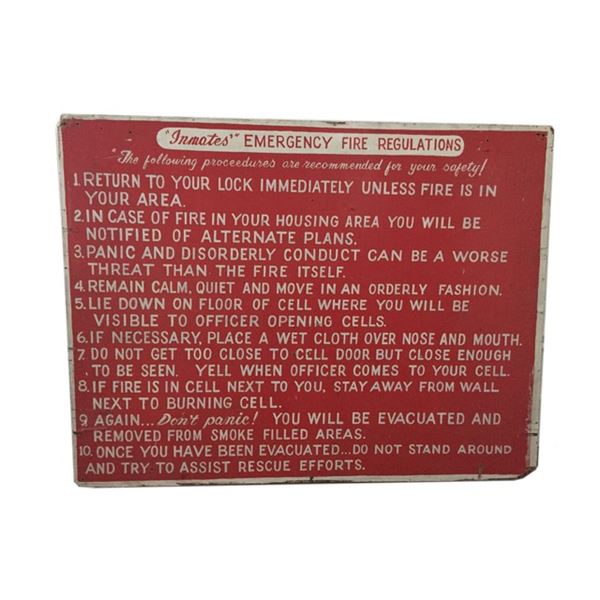 "Inmates'" EMERGENCY FIRE REGULATIONS
"The following proceedures are recommended for your safety!
1. RETURN TO YOUR LOCK IMMEDIATELY UNLESS FIRE IS IN
YOUR AREA.
2. IN CASE OF FIRE IN YOUR HOUSING AREA YOU WILL BE
NOTIFIED OF ALTERNATE PLANS.
3. PANIC AND DISORDERLY CONDUCT CAN BE A WORSE
THREAT THAN THE FIRE ITSELF.
4. REMAIN CALM, QUIET AND MOVE IN AN ORDERLY FASHION.
5. LIE DOWN ON FLOOR OF CELL WHERE YOU WILL BE
VISIBLE TO OFFICER OPENING CELLS.
6. IF NECESSARY, PLACE A WET CLOTH OVER NOSE AND MOUTH.
7. DO NOT GET TOO CLOSE TO CELL DOOR BUT CLOSE ENOUGH
TO BE SEEN. YELL WHEN OFFICER COMES TO YOUR CELL.
8. IF FIRE IS IN CELL NEXT TO YOU, STAY AWAY FROM WALL
NEXT TO BURNING CELL.
9. AGAIN... Don't panic! YOU WILL BE EVACUATED AND
REMOVED FROM SMOKE FILLED AREAS.
10. ONCE YOU HAVE BEEN EVACUATED... DO NOT STAND AROUND
AND TRY TO ASSIST RESCUE EFFORTS.